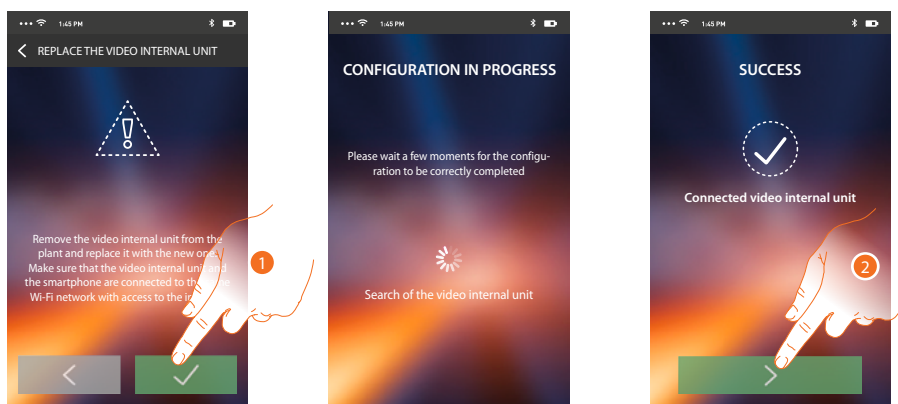 1:45 PM
REPLACE THE VIDEO INTERNAL UNIT
Remove the video internal unit from the
plant and replace it with the new one
Make sure that the video internal unit and
the smartphone are connected to the
Wi-Fi network with access to the
1
1:45 PM
CONFIGURATION IN PROGRESS
Please wait a few moments for the configu-
ration to be correctly completed
Search of the video internal unit
1:45 PM
SUCCESS
Connected video internal unit
2